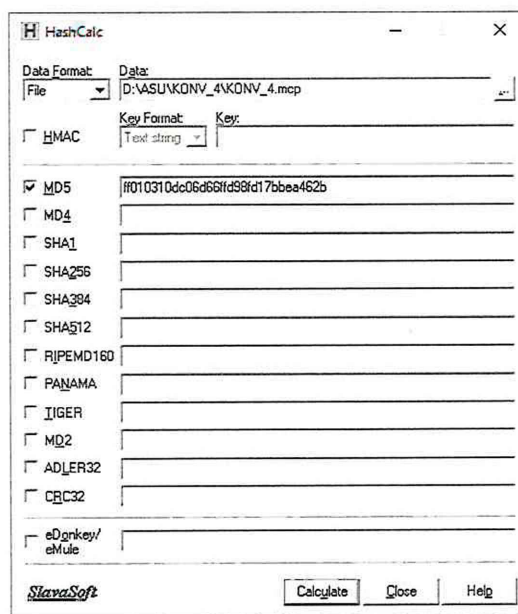 H HashCalc
Data Format: Data:
File D:\ASU\KONV_4\KONV_4.mcp ...
Key Format: Key:
HMAC Text string
MD5 ff010310dc06d66ffd98fd17bbea462b
MD4
SHA1
SHA256
SHA384
SHA512
RIPEMD160
PANAMA
TIGER
MD2
ADLER32
CRC32
eDonkey/
eMule
SlavaSoft Calculate Close Help